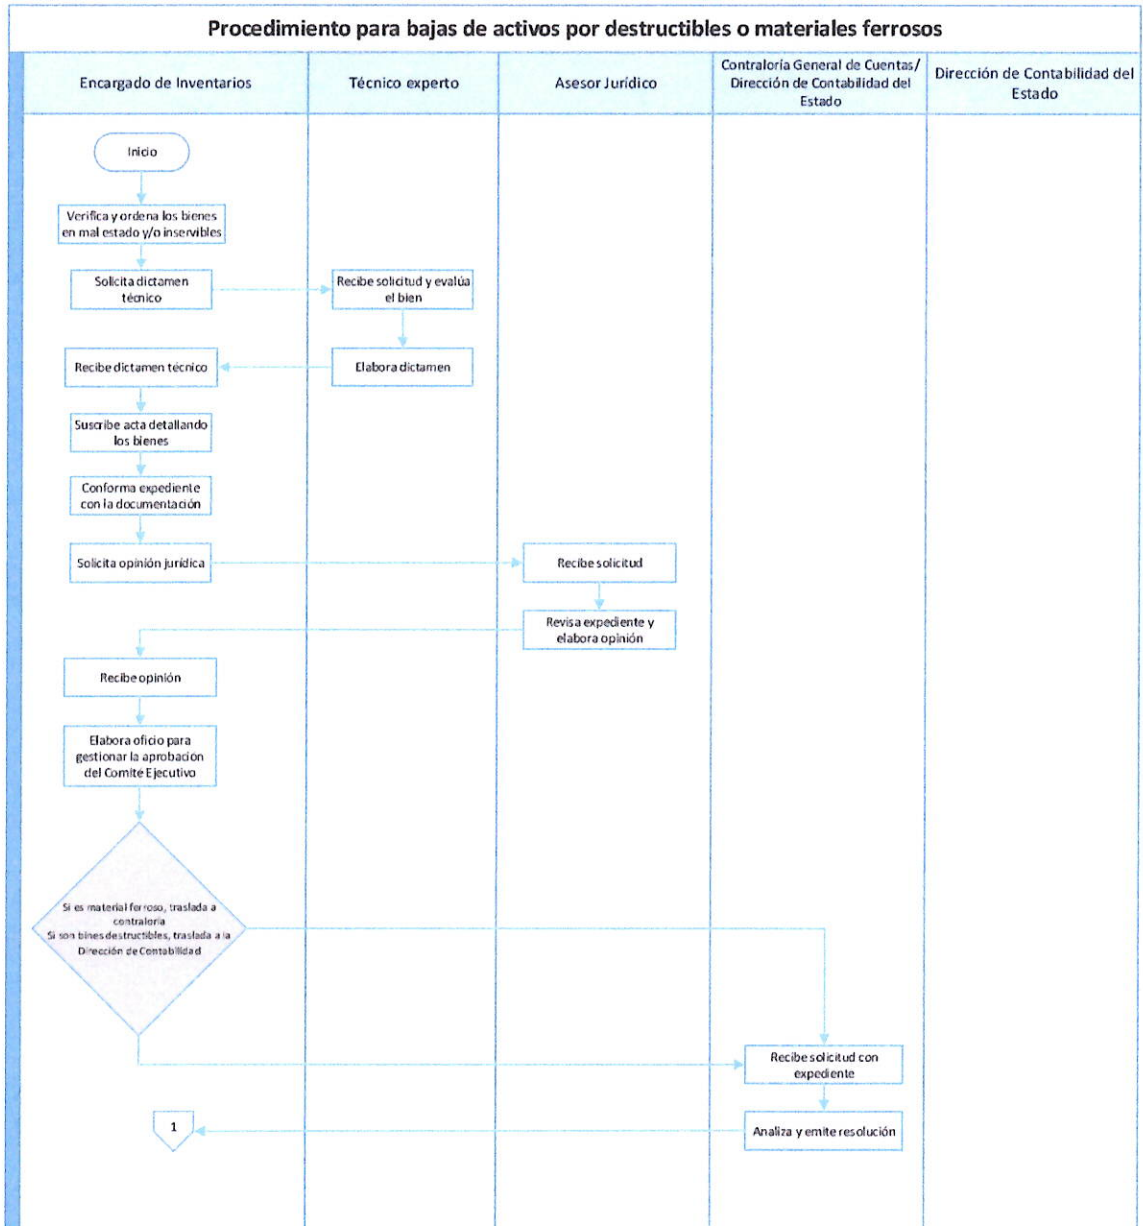 Procedimiento para bajas de activos por destructibles o materiales ferrosos
Encargado de Inventarios
Técnico experto
Asesor Jurídico
Contraloría General de Cuentas/
Dirección de Contabilidad del
Estado
Dirección de Contabilidad del
Estado
Inicio
Verifica y ordena los bienes
en mal estado y/o inservibles
Solicita dictamen
técnico
Recibe solicitud y evalúa
el bien
Recibe dictamen técnico
Elabora dictamen
Suscribe acta detallando
los bienes
Conforma expediente
con la documentación
Solicita opinión jurídica
Recibe solicitud
Revisa expediente y
elabora opinión
Recibe opinión
Elabora oficio para
gestionar la aprobación
del Comité Ejecutivo
Si es material ferroso, traslada a
contraloría
Si son bines destructibles, traslada a la
Dirección de Contabilidad
Recibe solicitud con
expediente
1
Analiza y emite resolución